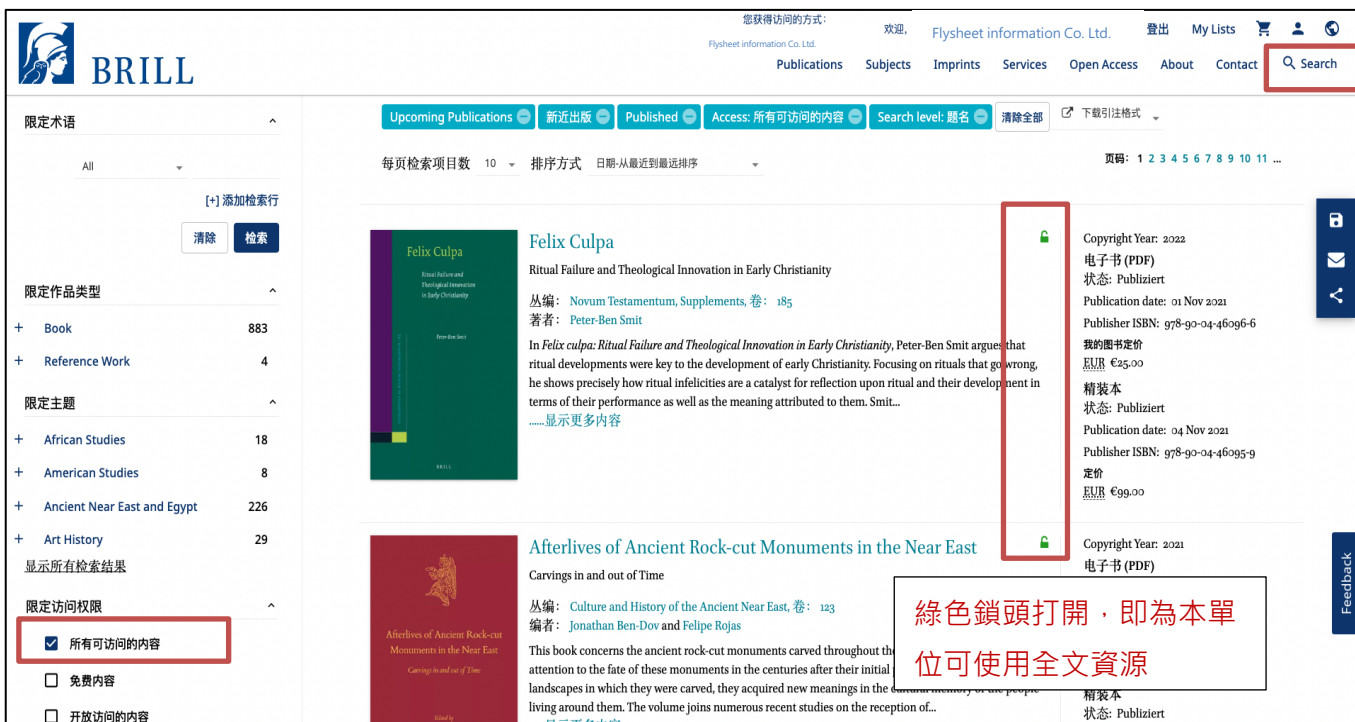 BRILL
您获得访问的方式:
Flysheet information Co. Ltd.
欢迎,
Flysheet information Co. Ltd.
登出
My Lists
Publications
Subjects
Imprints
Services
Open Access
About
Contact
Search
限定术语
All
[+] 添加检索行
清除
检索
限定作品类型
+ Book 883
+ Reference Work 4
限定主题
+ African Studies 18
+ American Studies 8
+ Ancient Near East and Egypt 226
+ Art History 29
显示所有检索结果
限定访问权限
所有可访问的内容
免费内容
开放访问的内容
Upcoming Publications
新近出版
Published
Access: 所有可访问的内容
Search level: 题名
清除全部
下载引注格式
每页检索项目数 10
排序方式 日期-从最近到最远排序
页码: 1 2 3 4 5 6 7 8 9 10 11 ...
Felix Culpa
Ritual Failure and
Theological Innovation
in Early Christianity
Peter-Ben Smit
BRILL
Felix Culpa
Ritual Failure and Theological Innovation in Early Christianity
丛编: Novum Testamentum, Supplements, 卷: 185
著者: Peter-Ben Smit
In Felix culpa: Ritual Failure and Theological Innovation in Early Christianity, Peter-Ben Smit argues that
ritual developments were key to the development of early Christianity. Focusing on rituals that go wrong,
he shows precisely how ritual infelicities are a catalyst for reflection upon ritual and their development in
terms of their performance as well as the meaning attributed to them. Smit...
......显示更多内容
Copyright Year: 2022
电子书 (PDF)
状态: Publiziert
Publication date: 01 Nov 2021
Publisher ISBN: 978-90-04-46096-6
我的图书定价
EUR €25.00
精装本
状态: Publiziert
Publication date: 04 Nov 2021
Publisher ISBN: 978-90-04-46095-9
定价
EUR €99.00
Afterlives of Ancient Rock-cut
Monuments in the Near East
Carvings in and out of Time
Edited by
Afterlives of Ancient Rock-cut Monuments in the Near East
Carvings in and out of Time
丛编: Culture and History of the Ancient Near East, 卷: 123
编者: Jonathan Ben-Dov and Felipe Rojas
This book concerns the ancient rock-cut monuments carved throughout the
attention to the fate of these monuments in the centuries after their initial
landscapes in which they were carved, they acquired new meanings in the cultural memory of the people
living around them. The volume joins numerous recent studies on the reception of...
Copyright Year: 2021
电子书 (PDF)
精装本
状态: Publiziert
綠色鎖頭打開，即為本單
位可使用全文資源
Feedback